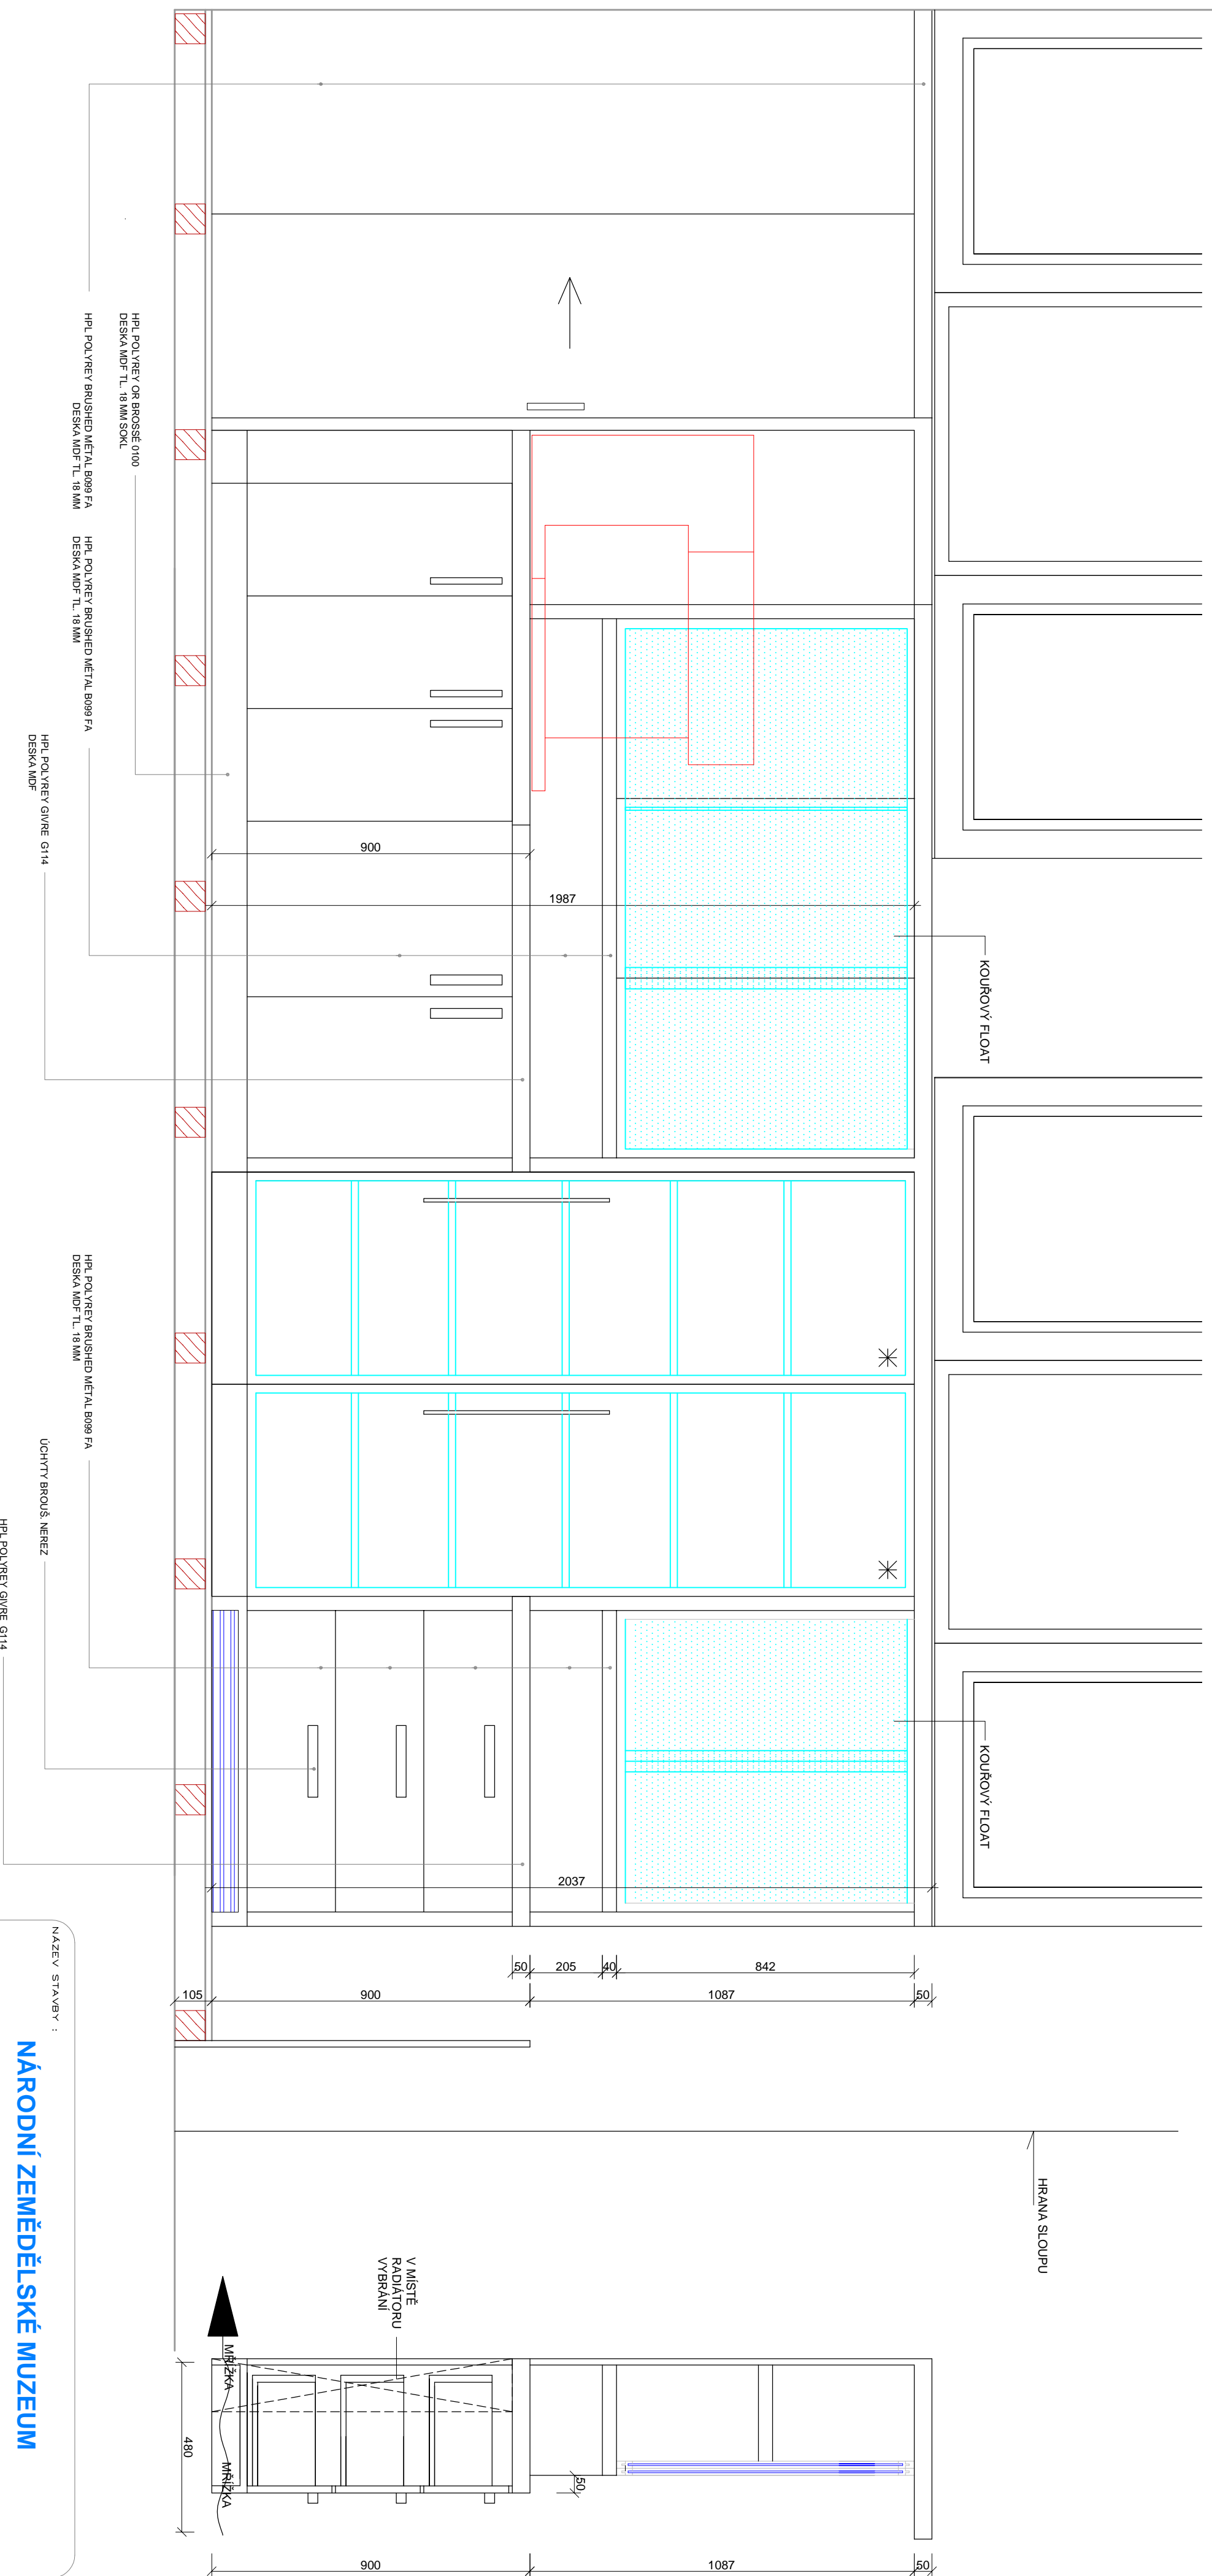 KOUŘOVÝ FLOAT
KOUŘOVÝ FLOAT
HRANA SLOUPU
900
1987
2037
50
205
40
842
105
900
1087
50
V MÍSTĚ
RADIÁTORU
VYBRÁNÍ
MŘÍŽKA
MŘÍŽKA
480
50
900
1087
50
HPL POLYREY OR BROSSÉ 0100
DESKA MDF TL. 18 MM SOKL
HPL POLYREY BRUSHED MÉTAL B099 FA
DESKA MDF TL. 18 MM
HPL POLYREY BRUSHED MÉTAL B099 FA
DESKA MDF TL. 18 MM
HPL POLYREY GIVRE G114
DESKA MDF
HPL POLYREY BRUSHED MÉTAL B099 FA
DESKA MDF TL. 18 MM
ÚCHYTY BROUŠ. NEREZ
HPL POLYREY GIVRE G114
NÁZEV STAVBY :
NÁRODNÍ ZEMĚDĚLSKÉ MUZEUM